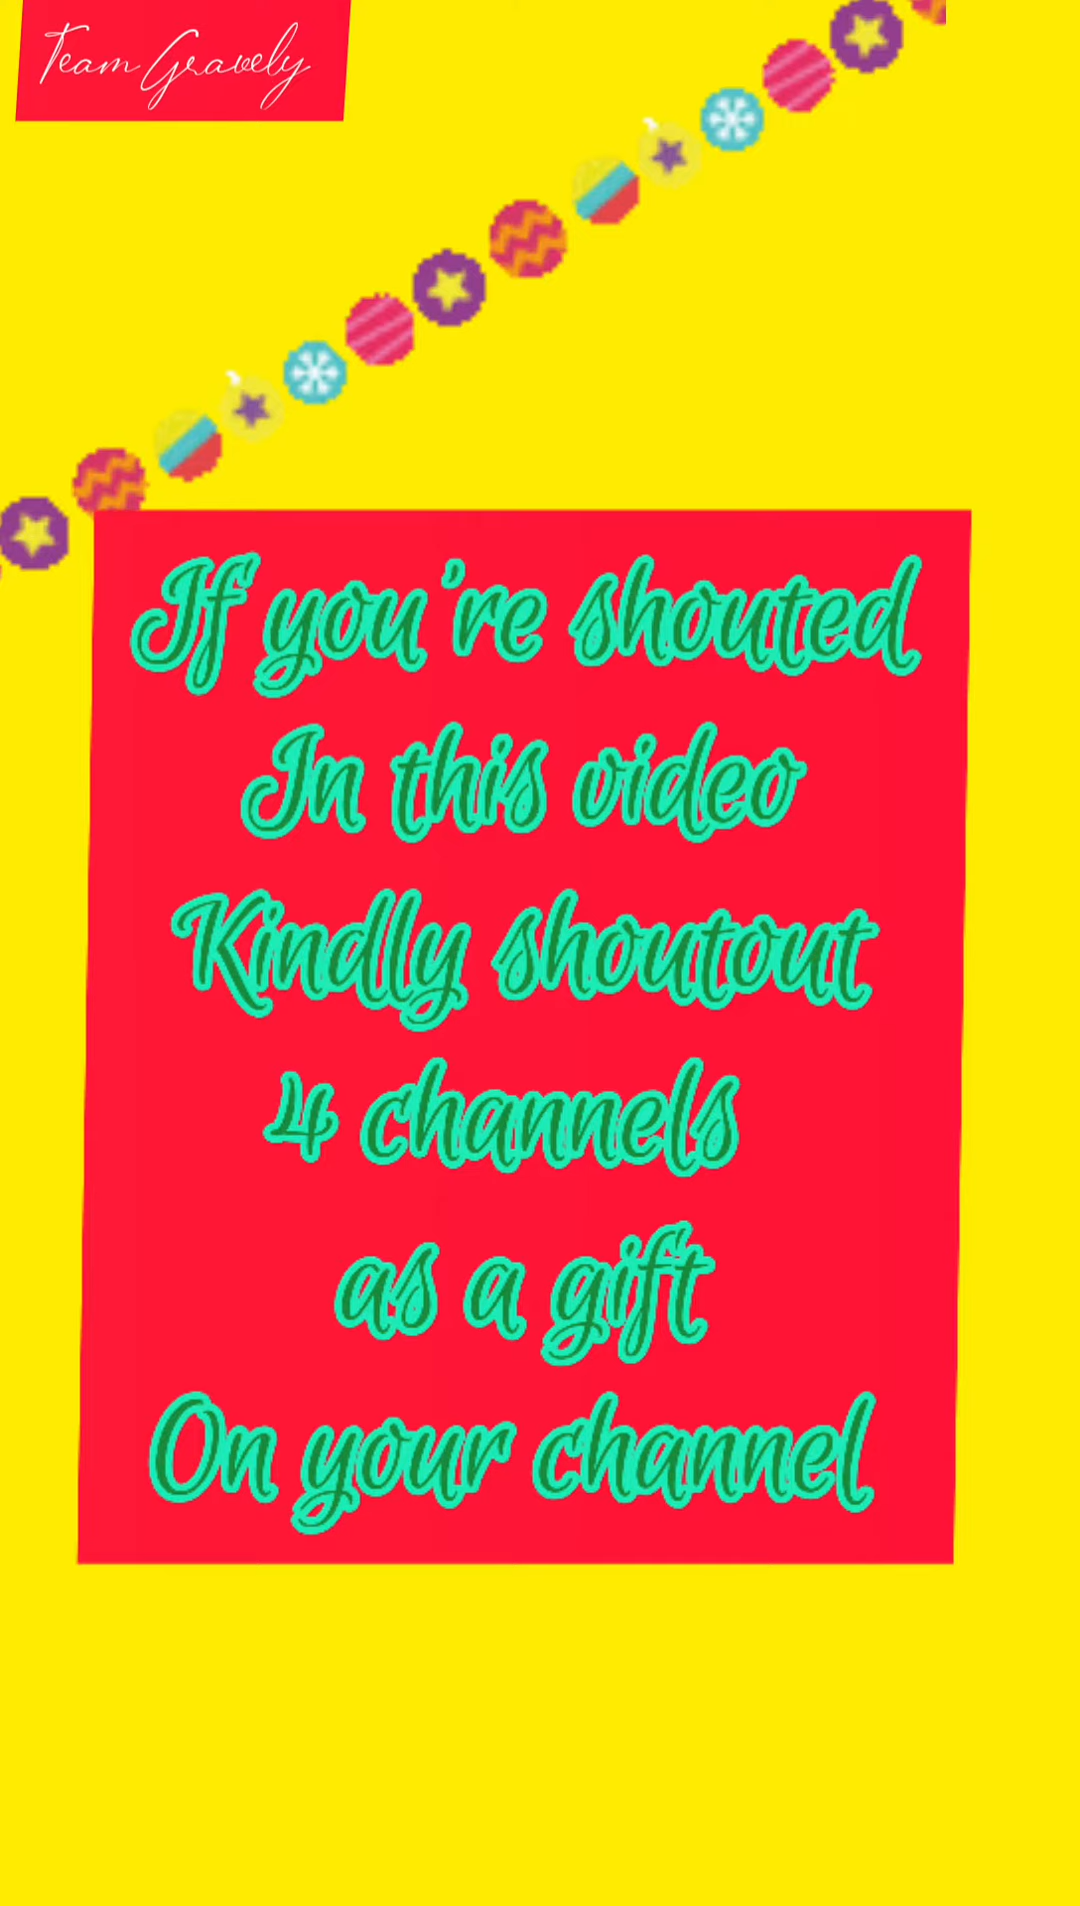 Team Gravely
If you're shouted
In this video
Kindly shoutout
4 channels
as a gift
On your channel